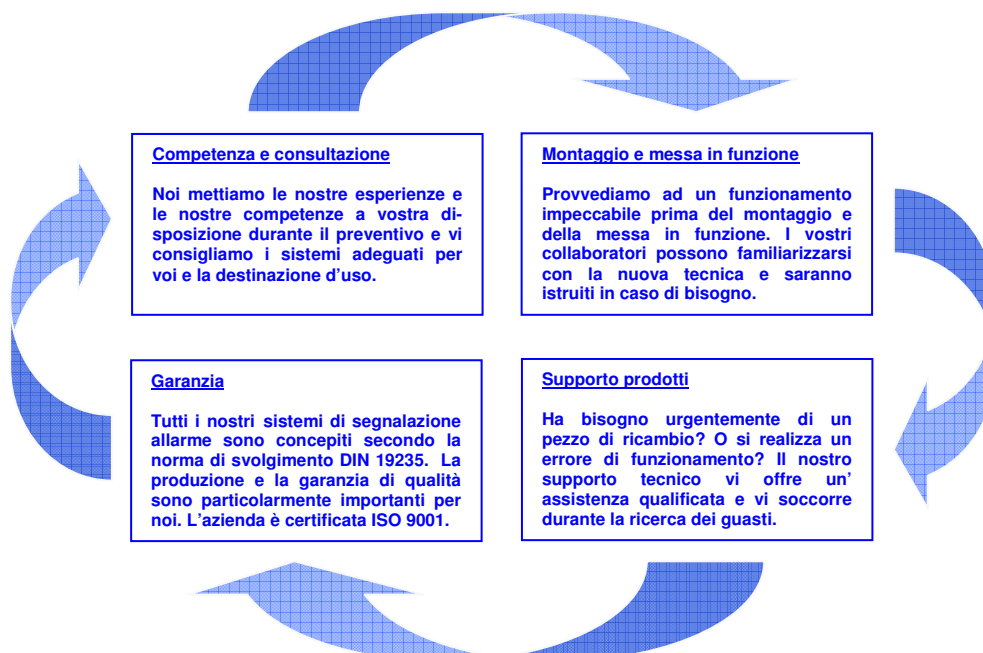 Competenza e consultazione
Noi mettiamo le nostre esperienze e
le nostre competenze a vostra di-
sposizione durante il preventivo e vi
consigliamo i sistemi adeguati per
voi e la destinazione d'uso.
Montaggio e messa in funzione
Provvediamo ad un funzionamento
impeccabile prima del montaggio e
della messa in funzione. I vostri
collaboratori possono familiarizzarsi
con la nuova tecnica e saranno
istruiti in caso di bisogno.
Garanzia
Tutti i nostri sistemi di segnalazione
allarme sono concepiti secondo la
norma di svolgimento DIN 19235. La
produzione e la garanzia di qualità
sono particolarmente importanti per
noi. L'azienda è certificata ISO 9001.
Supporto prodotti
Ha bisogno urgentemente di un
pezzo di ricambio? O si realizza un
errore di funzionamento? Il nostro
supporto tecnico vi offre un'
assistenza qualificata e vi soccorre
durante la ricerca dei guasti.